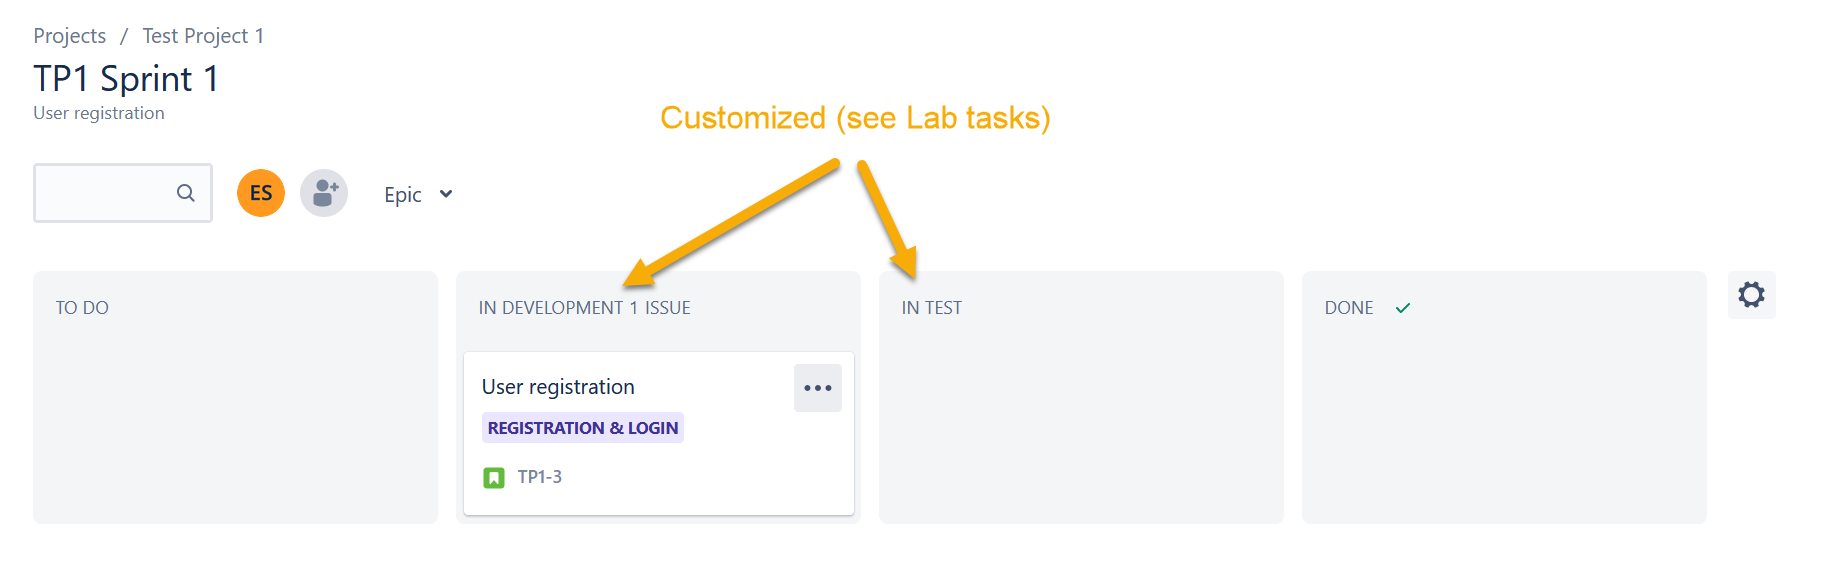 Projects / Test Project 1
TP1 Sprint 1
User registration
Customized (see Lab tasks)
ES
Epic
TO DO
IN DEVELOPMENT 1 ISSUE
IN TEST
DONE
User registration
REGISTRATION & LOGIN
TP1-3